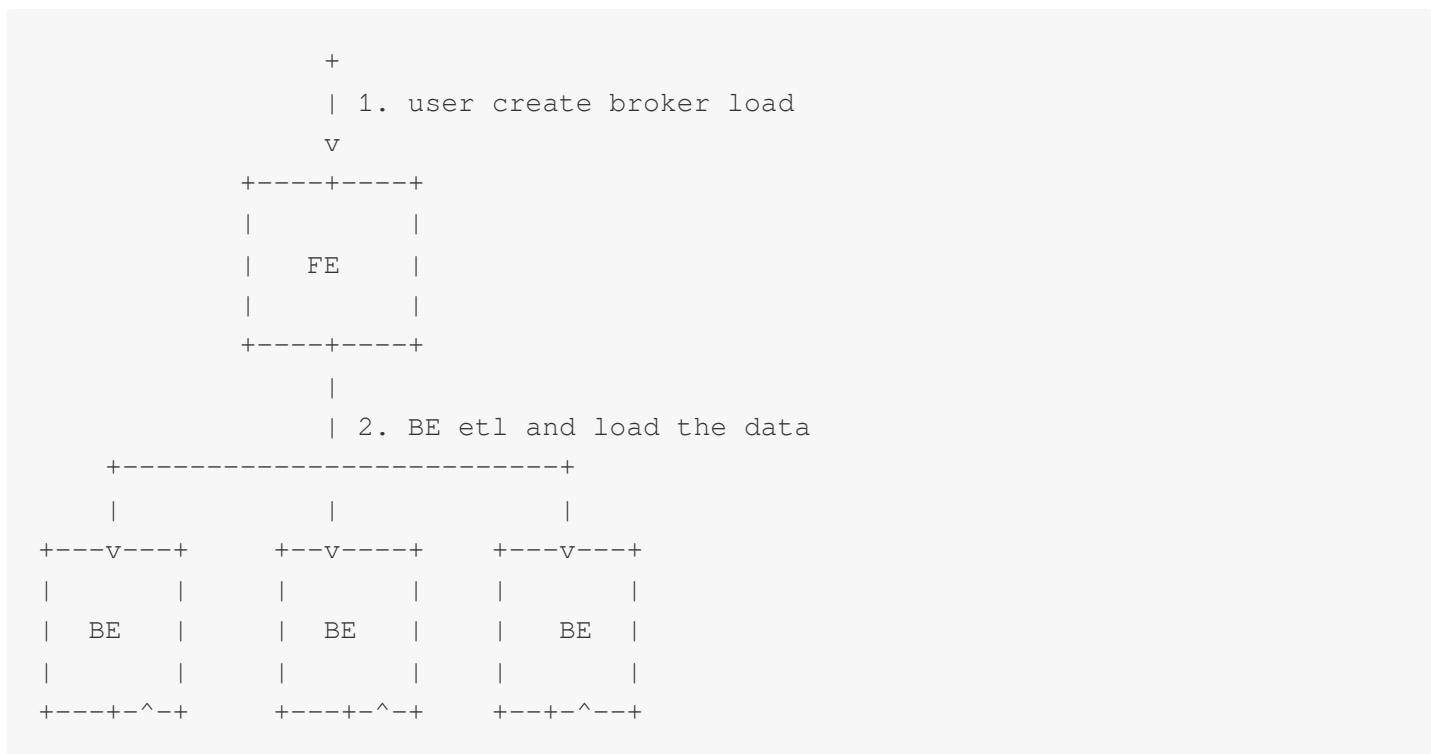 +
                 | 1. user create broker load
                 v
            +----+----+
            |         |
            |   FE    |
            |         |
            +----+----+
                 |
                 | 2. BE etl and load the data
    +--------------------------+
    |            |             |
+---v---+     +--v----+    +---v---+
|       |     |       |    |       |
|  BE   |     |  BE   |    |   BE  |
|       |     |       |    |       |
+---+-^-+     +---+-^-+    +--+-^--+